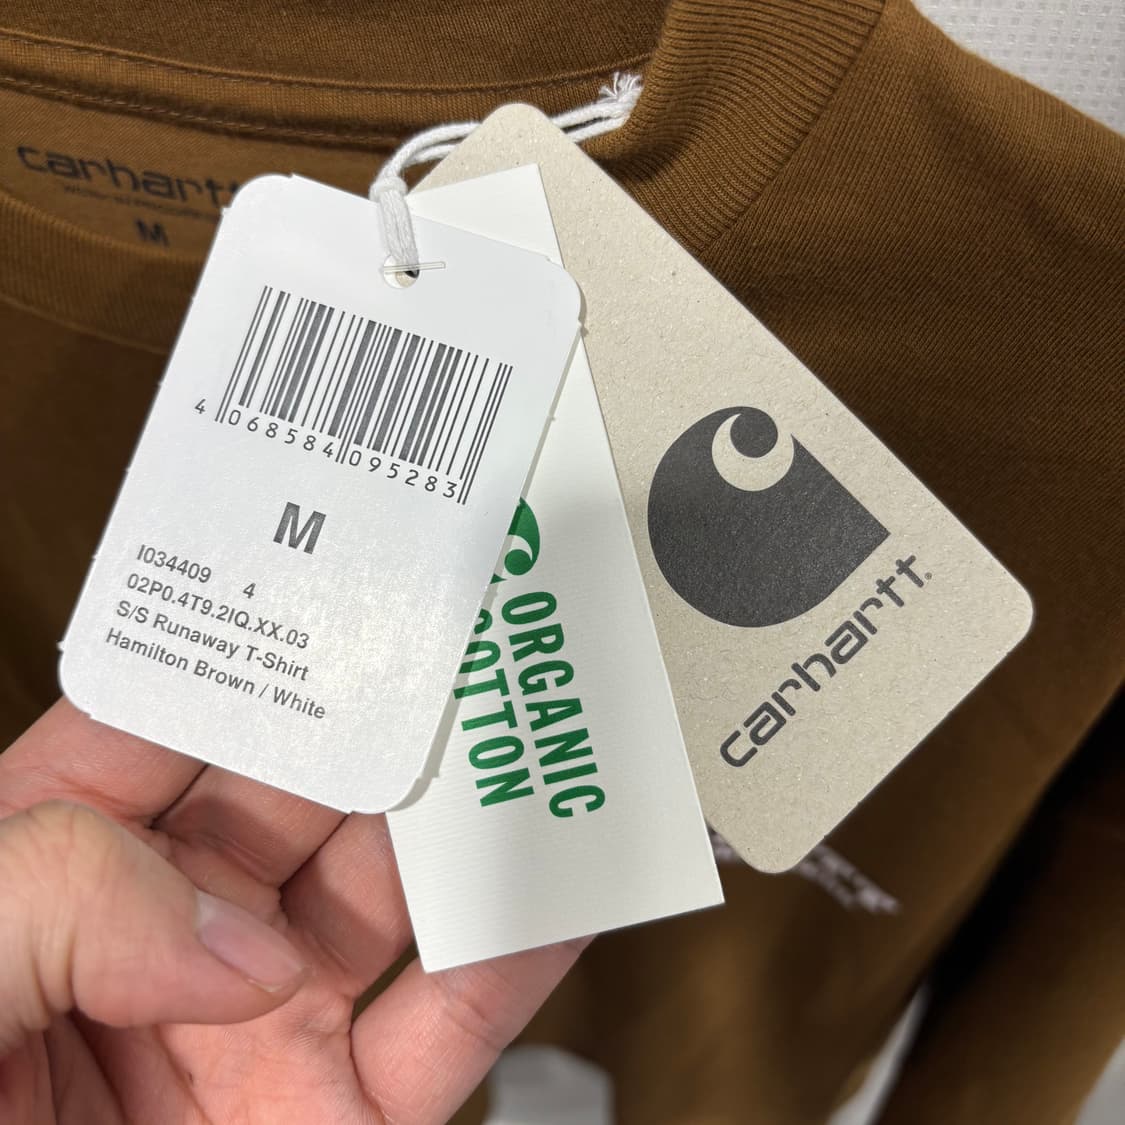 carhartt
M
4 068584 095283
M
I034409 4
02P0.4T9.2IQ.XX.03
S/S Runaway T-Shirt
Hamilton Brown / White
ORGANIC
COTTON
carhartt®